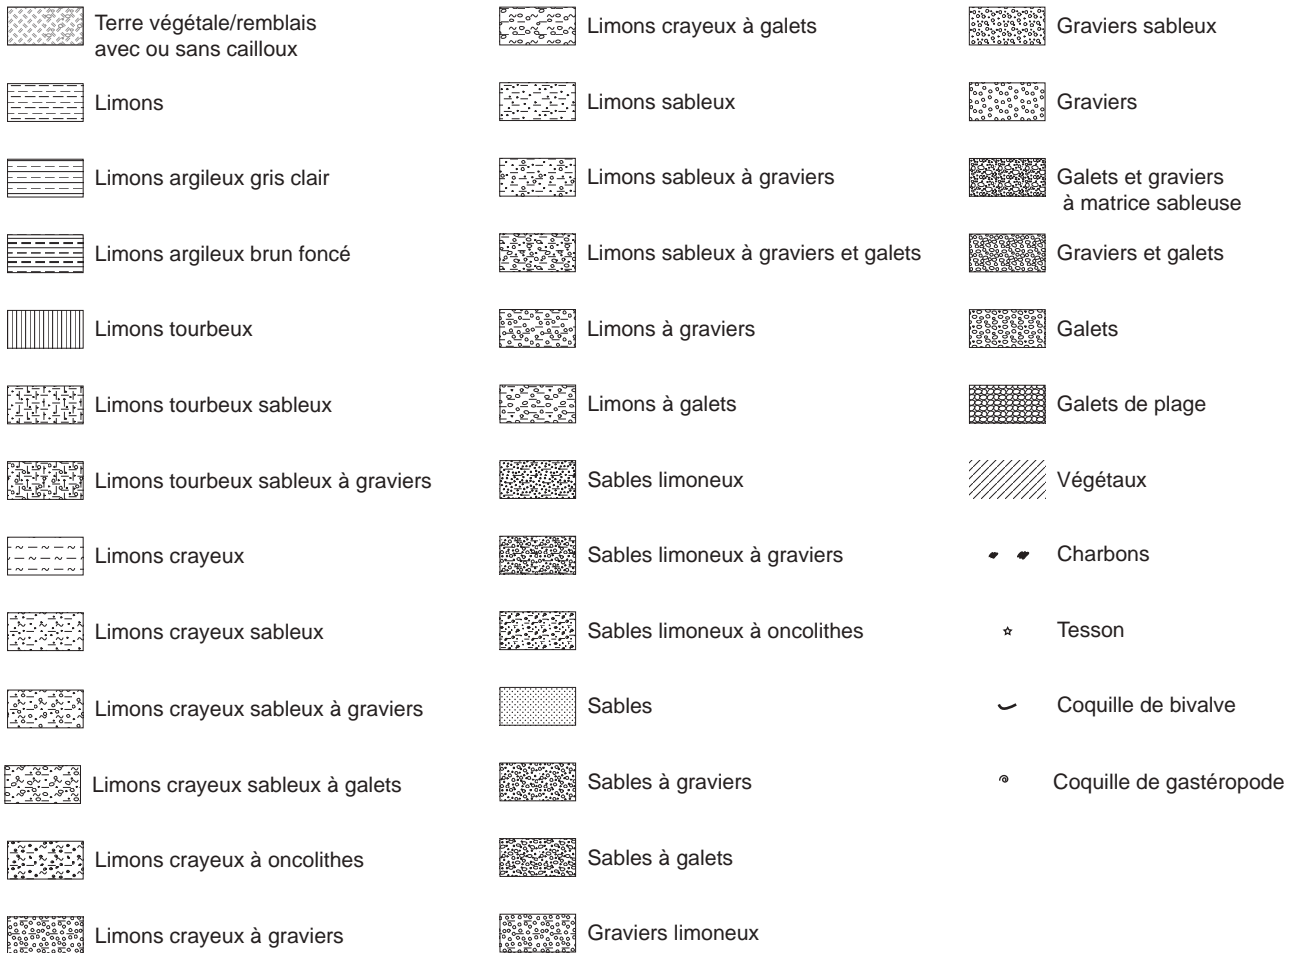 Terre végétale/remblais
avec ou sans cailloux
Limons
Limons argileux gris clair
Limons argileux brun foncé
Limons tourbeux
Limons tourbeux sableux
Limons tourbeux sableux à graviers
Limons crayeux
Limons crayeux sableux
Limons crayeux sableux à graviers
Limons crayeux sableux à galets
Limons crayeux à oncolithes
Limons crayeux à graviers
Limons crayeux à galets
Limons sableux
Limons sableux à graviers
Limons sableux à graviers et galets
Limons à graviers
Limons à galets
Sables limoneux
Sables limoneux à graviers
Sables limoneux à oncolithes
Sables
Sables à graviers
Sables à galets
Graviers limoneux
Graviers sableux
Graviers
Galets et graviers
à matrice sableuse
Graviers et galets
Galets
Galets de plage
Végétaux
Charbons
Tesson
Coquille de bivalve
Coquille de gastéropode